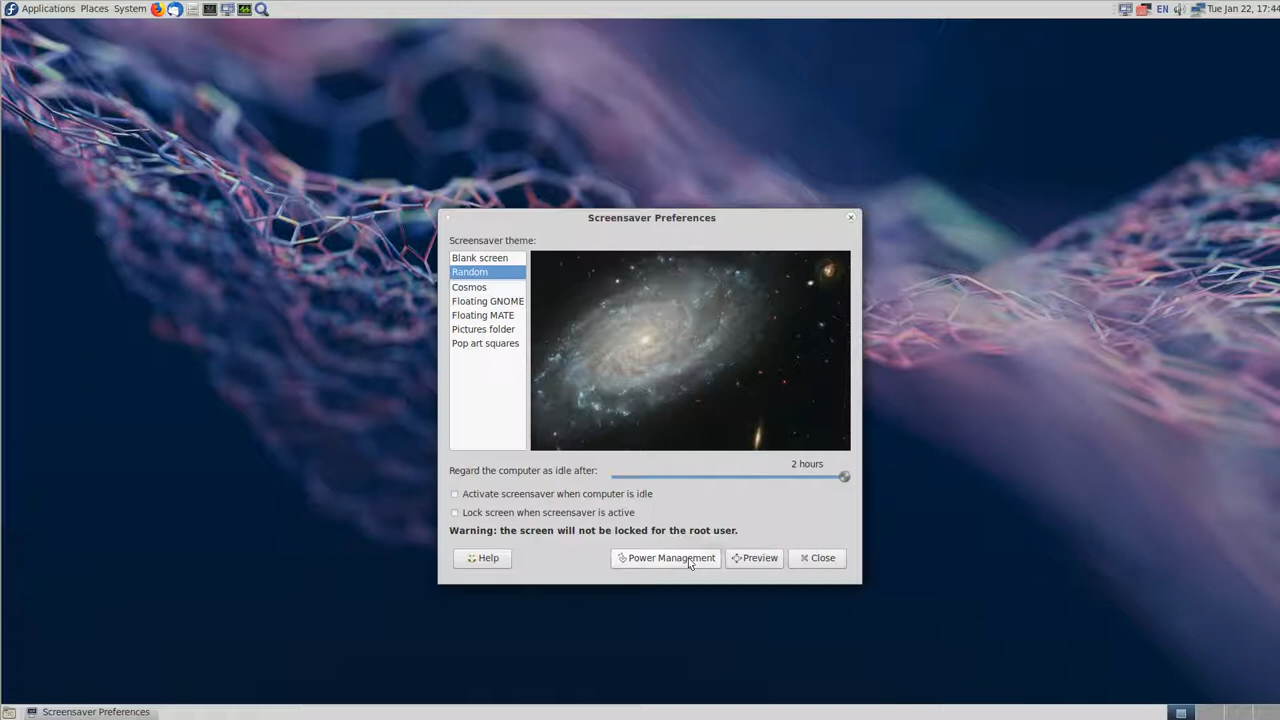 Applications Places System
EN
Tue Jan 22, 17:44
Screensaver Preferences
Screensaver theme:
Blank screen
Random
Cosmos
Floating GNOME
Floating MATE
Pictures folder
Pop art squares
2 hours
Regard the computer as idle after:
Activate screensaver when computer is idle
Lock screen when screensaver is active
Warning: the screen will not be locked for the root user.
Help
Power Management
Preview
Close
Screensaver Preferences